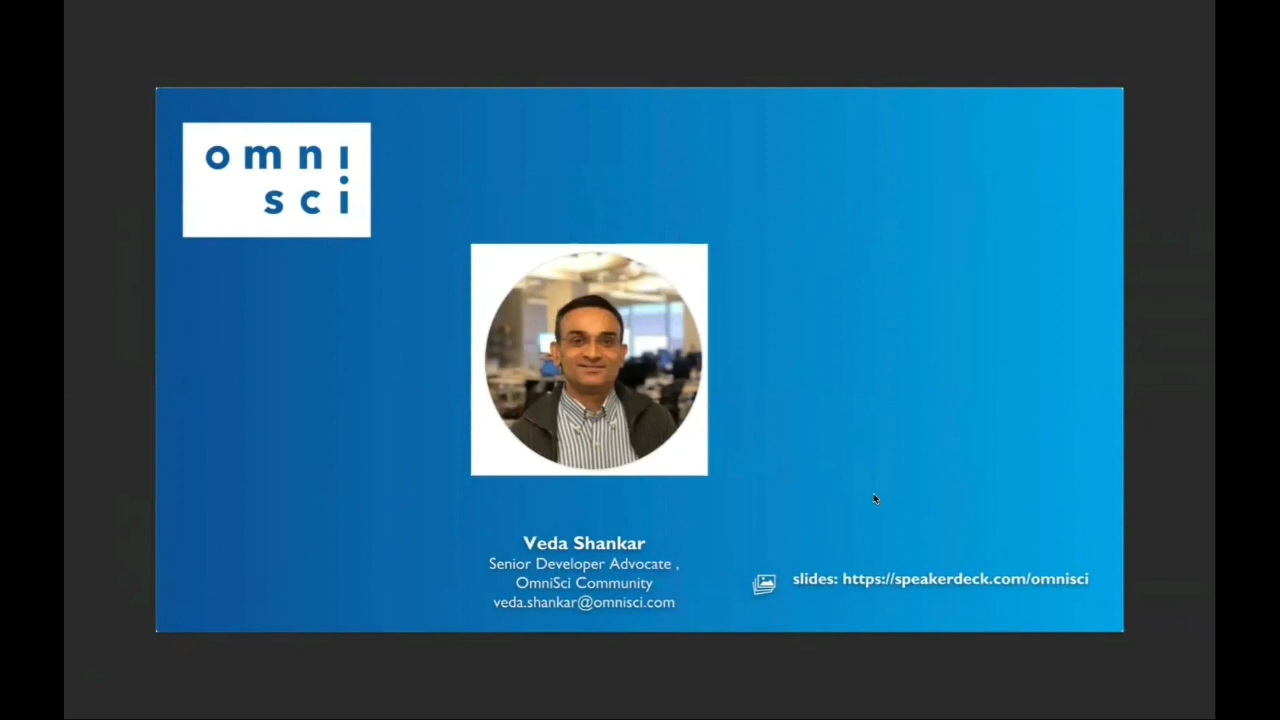 omni
sci
Veda Shankar
Senior Developer Advocate ,
OmniSci Community
veda.shankar@omnisci.com
slides: https://speakerdeck.com/omnisci